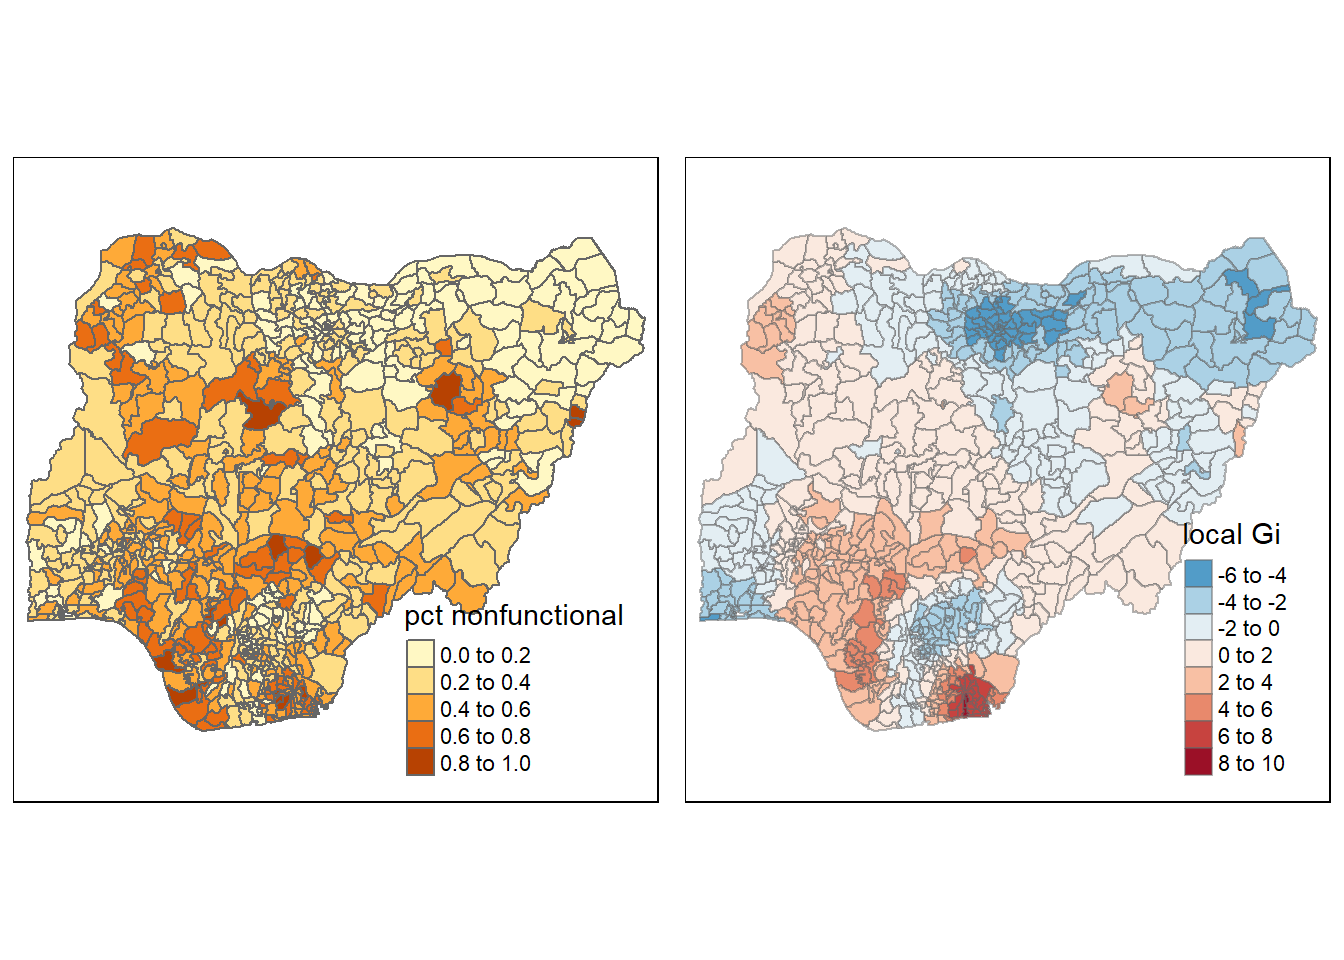 pct nonfunctional
0.0 to 0.2
0.2 to 0.4
0.4 to 0.6
0.6 to 0.8
0.8 to 1.0
local Gi
-6 to -4
-4 to -2
-2 to 0
0 to 2
2 to 4
4 to 6
6 to 8
8 to 10